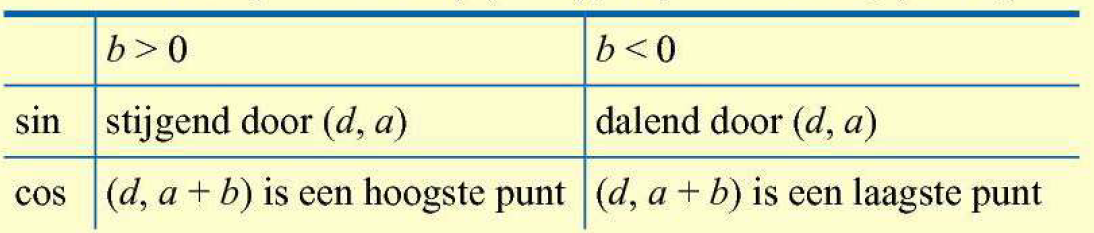 b > 0 b < 0
sin stijgend door (d, a) dalend door (d, a)
cos (d, a + b) is een hoogste punt (d, a + b) is een laagste punt